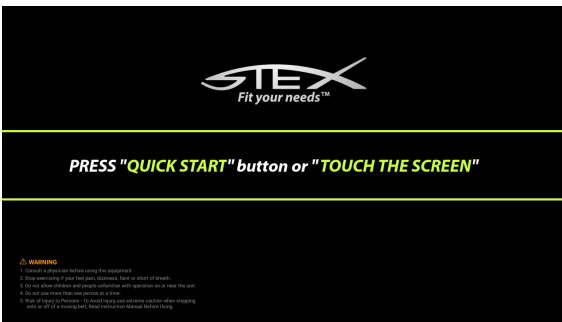 STEX
Fit your needs™
PRESS "QUICK START" button or "TOUCH THE SCREEN"
⚠ WARNING
1. Consult a physician before using this equipment
2. Stop exercising if your feel pain, dizziness, faint or short of breath.
3. Do not allow children and people unfamiliar with operation on or near the unit.
4. Do not use more than one person at a time.
5. Risk of Injury to Persons - To Avoid Injury, use extreme caution when stepping
onto or off of a moving belt, Read Instruction Manual Before Using.